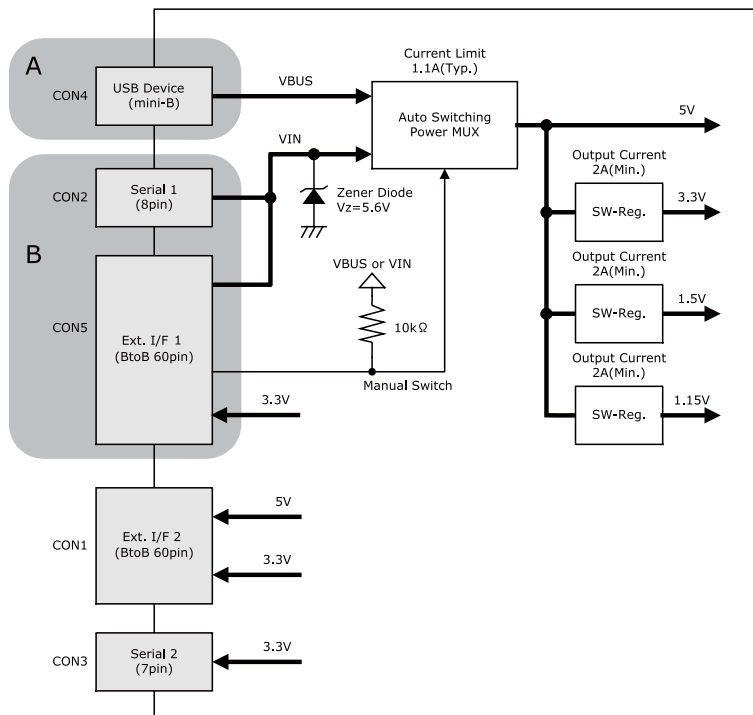 A
CON4
USB Device
(mini-B)
VBUS
Current Limit
1.1A(Typ.)
Auto Switching
Power MUX
5V
VIN
CON2
Serial 1
(8pin)
Zener Diode
Vz=5.6V
Output Current
2A(Min.)
SW-Reg.
3.3V
B
CON5
Ext. I/F 1
(BtoB 60pin)
VBUS or VIN
10kΩ
Manual Switch
3.3V
Output Current
2A(Min.)
SW-Reg.
1.5V
Output Current
2A(Min.)
SW-Reg.
1.15V
CON1
Ext. I/F 2
(BtoB 60pin)
5V
3.3V
CON3
Serial 2
(7pin)
3.3V